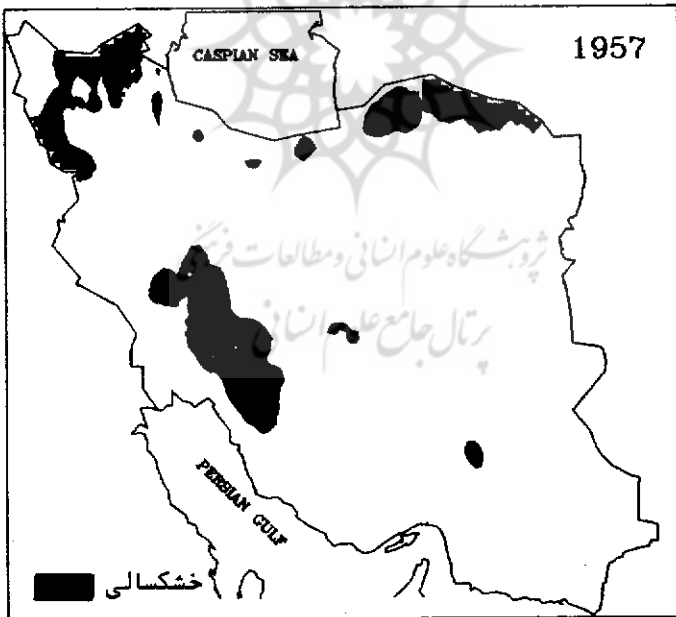 CASPIAN SEA
1957
پژوهشگاه علوم انسانی و مطالعات فرهنگی
پرتال جامع علوم انسانی
PERSIAN GULF
خشکسالی